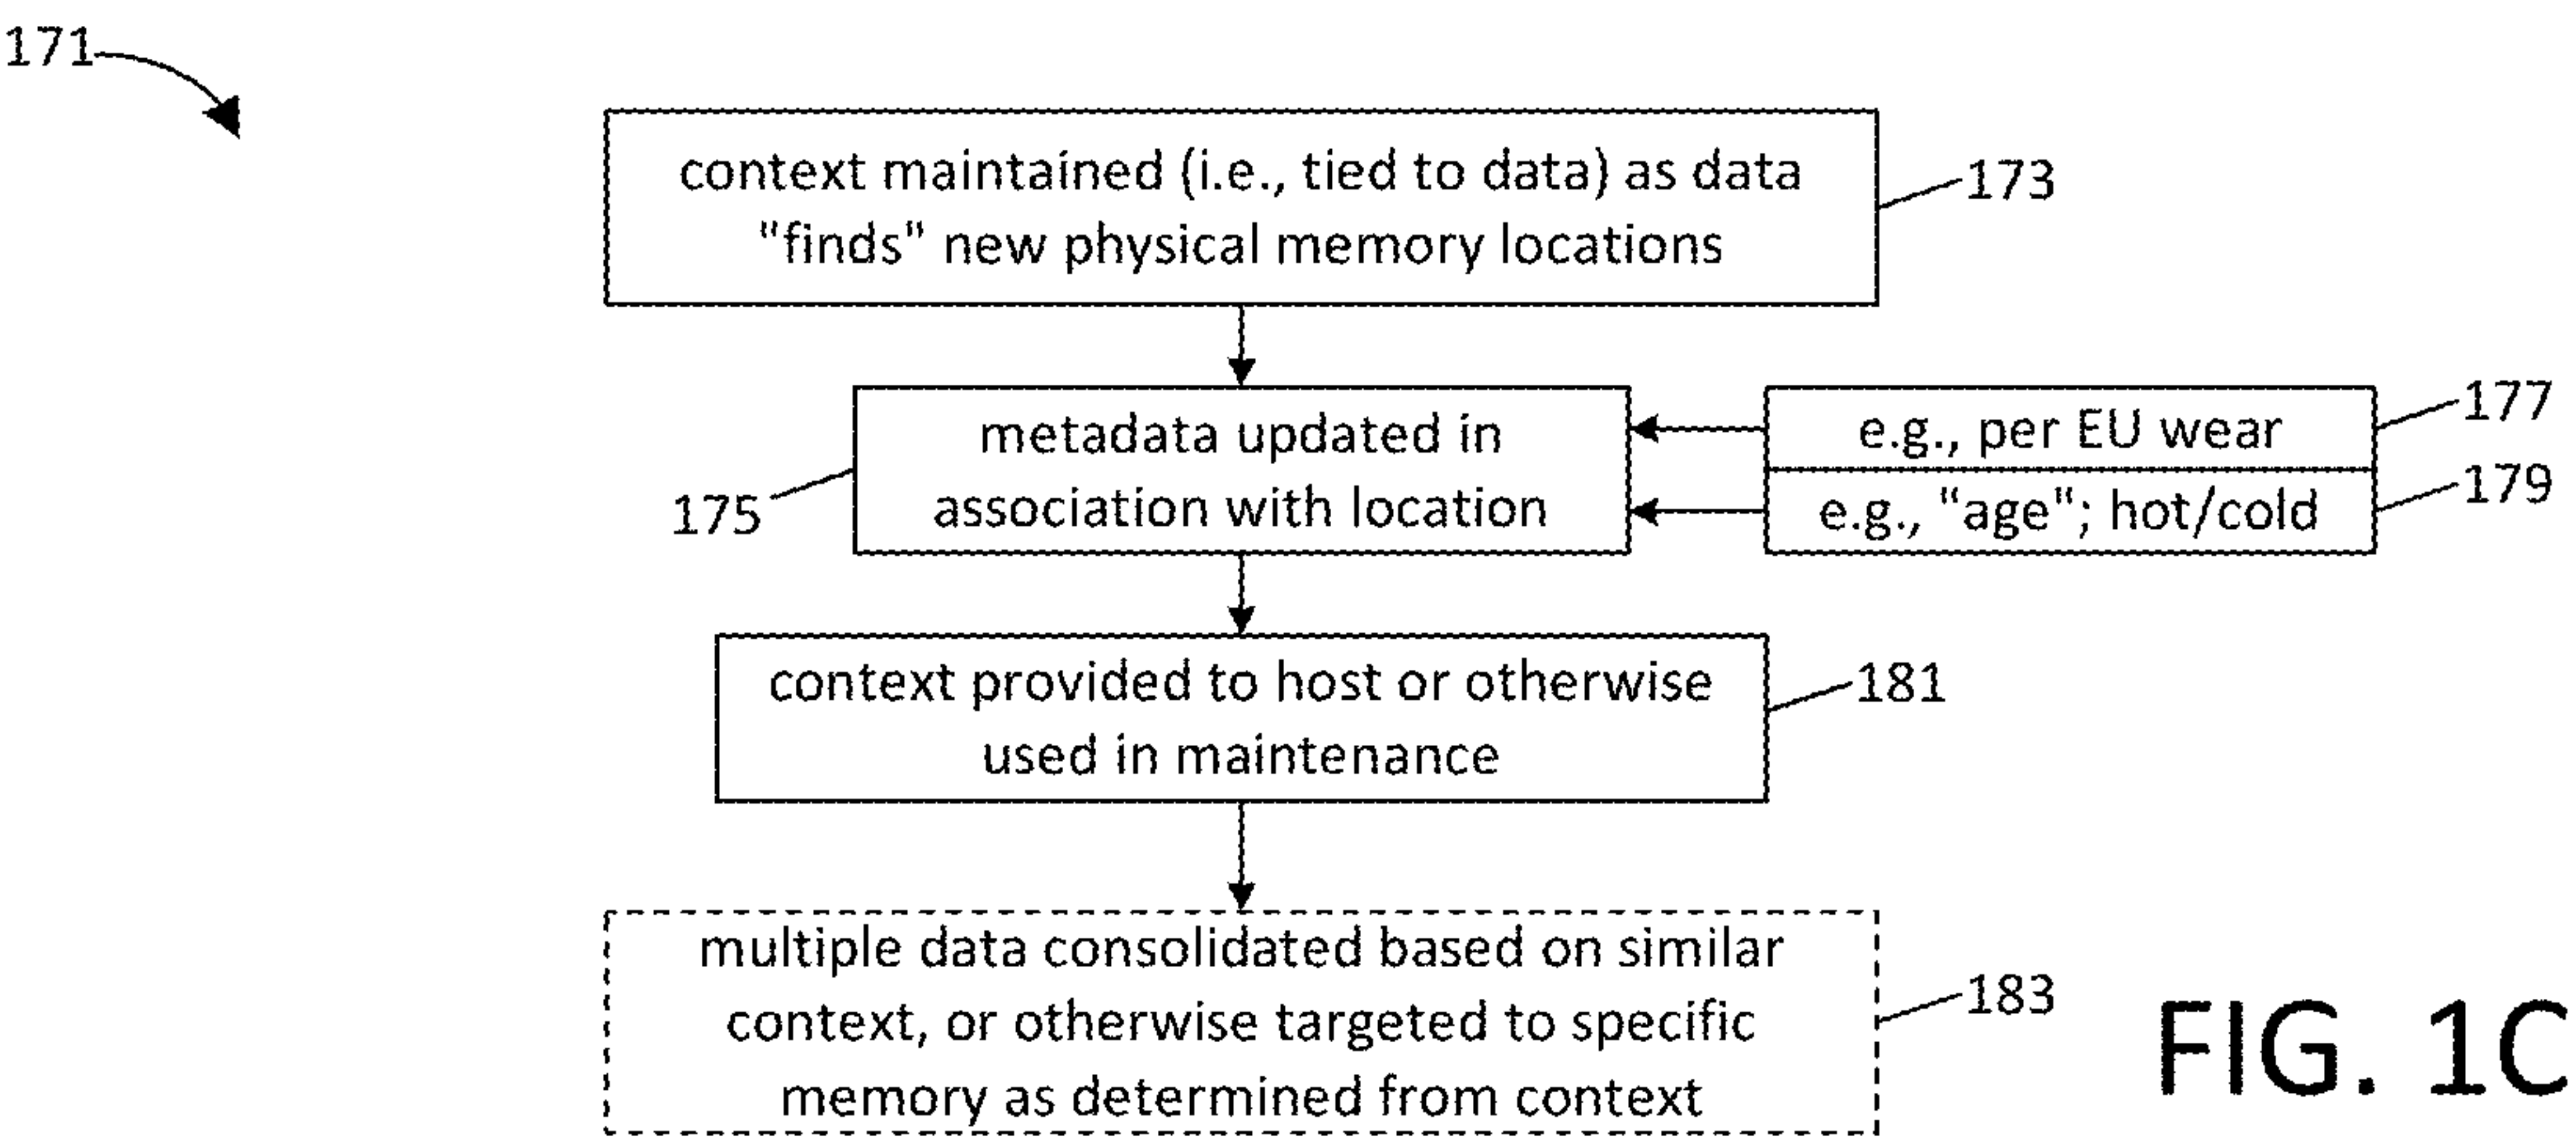 171
context maintained (i.e., tied to data) as data
"finds" new physical memory locations
173
metadata updated in
association with location
175
e.g., per EU wear
177
e.g., "age"; hot/cold
179
context provided to host or otherwise
used in maintenance
181
multiple data consolidated based on similar
context, or otherwise targeted to specific
memory as determined from context
183
FIG. 1C